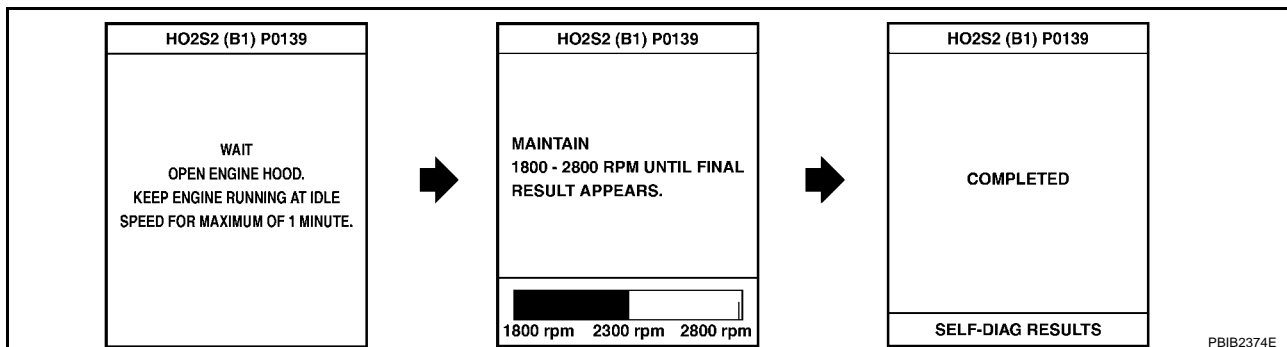 HO2S2 (B1) P0139
WAIT
OPEN ENGINE HOOD.
KEEP ENGINE RUNNING AT IDLE
SPEED FOR MAXIMUM OF 1 MINUTE.
HO2S2 (B1) P0139
MAINTAIN
1800 - 2800 RPM UNTIL FINAL
RESULT APPEARS.
1800 rpm 2300 rpm 2800 rpm
HO2S2 (B1) P0139
COMPLETED
SELF-DIAG RESULTS
PBIB2374E